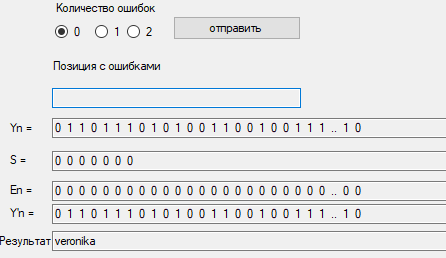 Количество ошибок
0 1 2 отправить
Позиция с ошибками
Yn = 0 1 1 0 1 1 1 0 1 0 1 0 0 1 1 0 0 1 0 0 1 1 1 .. 1 0
S = 0 0 0 0 0 0 0
En = 0 0 0 0 0 0 0 0 0 0 0 0 0 0 0 0 0 0 0 0 0 0 0 .. 0 0
Y'n = 0 1 1 0 1 1 1 0 1 0 1 0 0 1 1 0 0 1 0 0 1 1 1 .. 1 0
Результат veronika